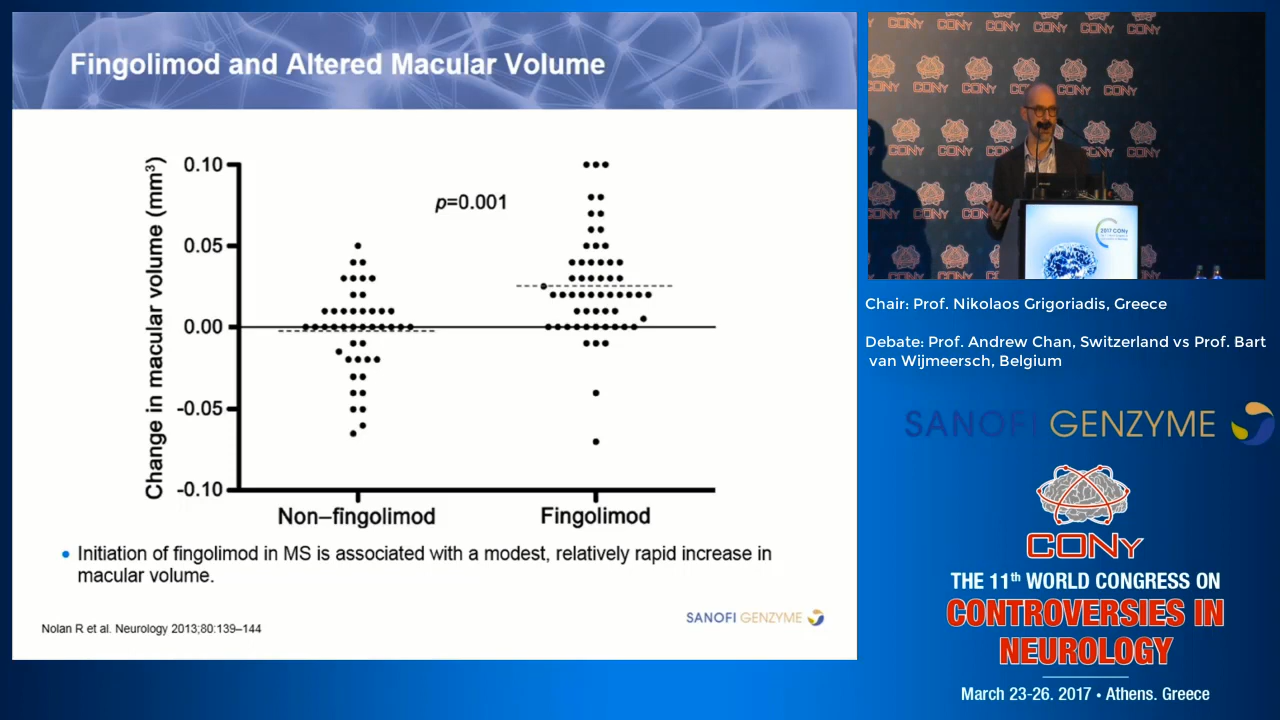 Fingolimod and Altered Macular Volume
Change in macular volume (mm³)
0.10
0.05
0.00
-0.05
-0.10
p=0.001
Non–fingolimod
Fingolimod
• Initiation of fingolimod in MS is associated with a modest, relatively rapid increase in
macular volume.
Nolan R et al. Neurology 2013;80:139–144
SANOFI GENZYME
CONy
2017 CONy
Chair: Prof. Nikolaos Grigoriadis, Greece
Debate: Prof. Andrew Chan, Switzerland vs Prof. Bart
van Wijmeersch, Belgium
SANOFI GENZYME
CONy
THE 11th WORLD CONGRESS ON
CONTROVERSIES IN
NEUROLOGY
March 23-26. 2017 • Athens. Greece